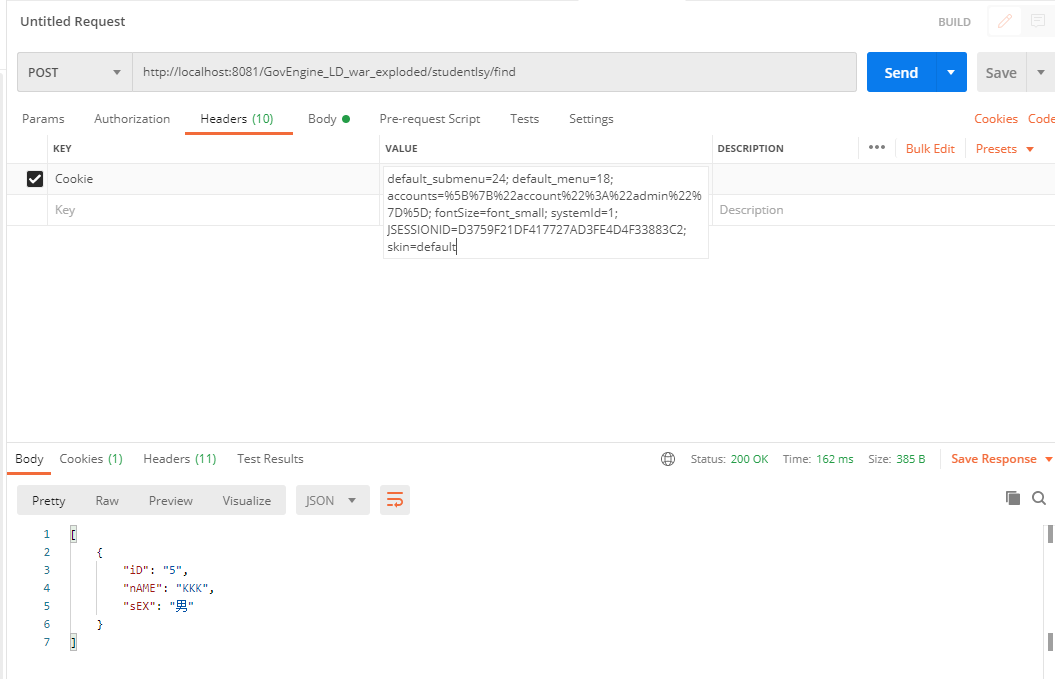 Untitled Request
BUILD
POST
http://localhost:8081/GovEngine_LD_war_exploded/studentlsy/find
Send
Save
Params Authorization Headers (10) Body Pre-request Script Tests Settings
Cookies Code
KEY VALUE DESCRIPTION
Bulk Edit Presets
Cookie
default_submenu=24; default_menu=18;
accounts=%5B%7B%22account%22%3A%22admin%22%
7D%5D; fontSize=font_small; systemId=1;
JSESSIONID=D3759F21DF417727AD3FE4D4F33883C2;
skin=default
Key
Description
Body Cookies (1) Headers (11) Test Results
Status: 200 OK Time: 162 ms Size: 385 B
Save Response
Pretty Raw Preview Visualize JSON
1 [
2 {
3 "iD": "5",
4 "nAME": "KKK",
5 "sEX": "男"
6 }
7 ]